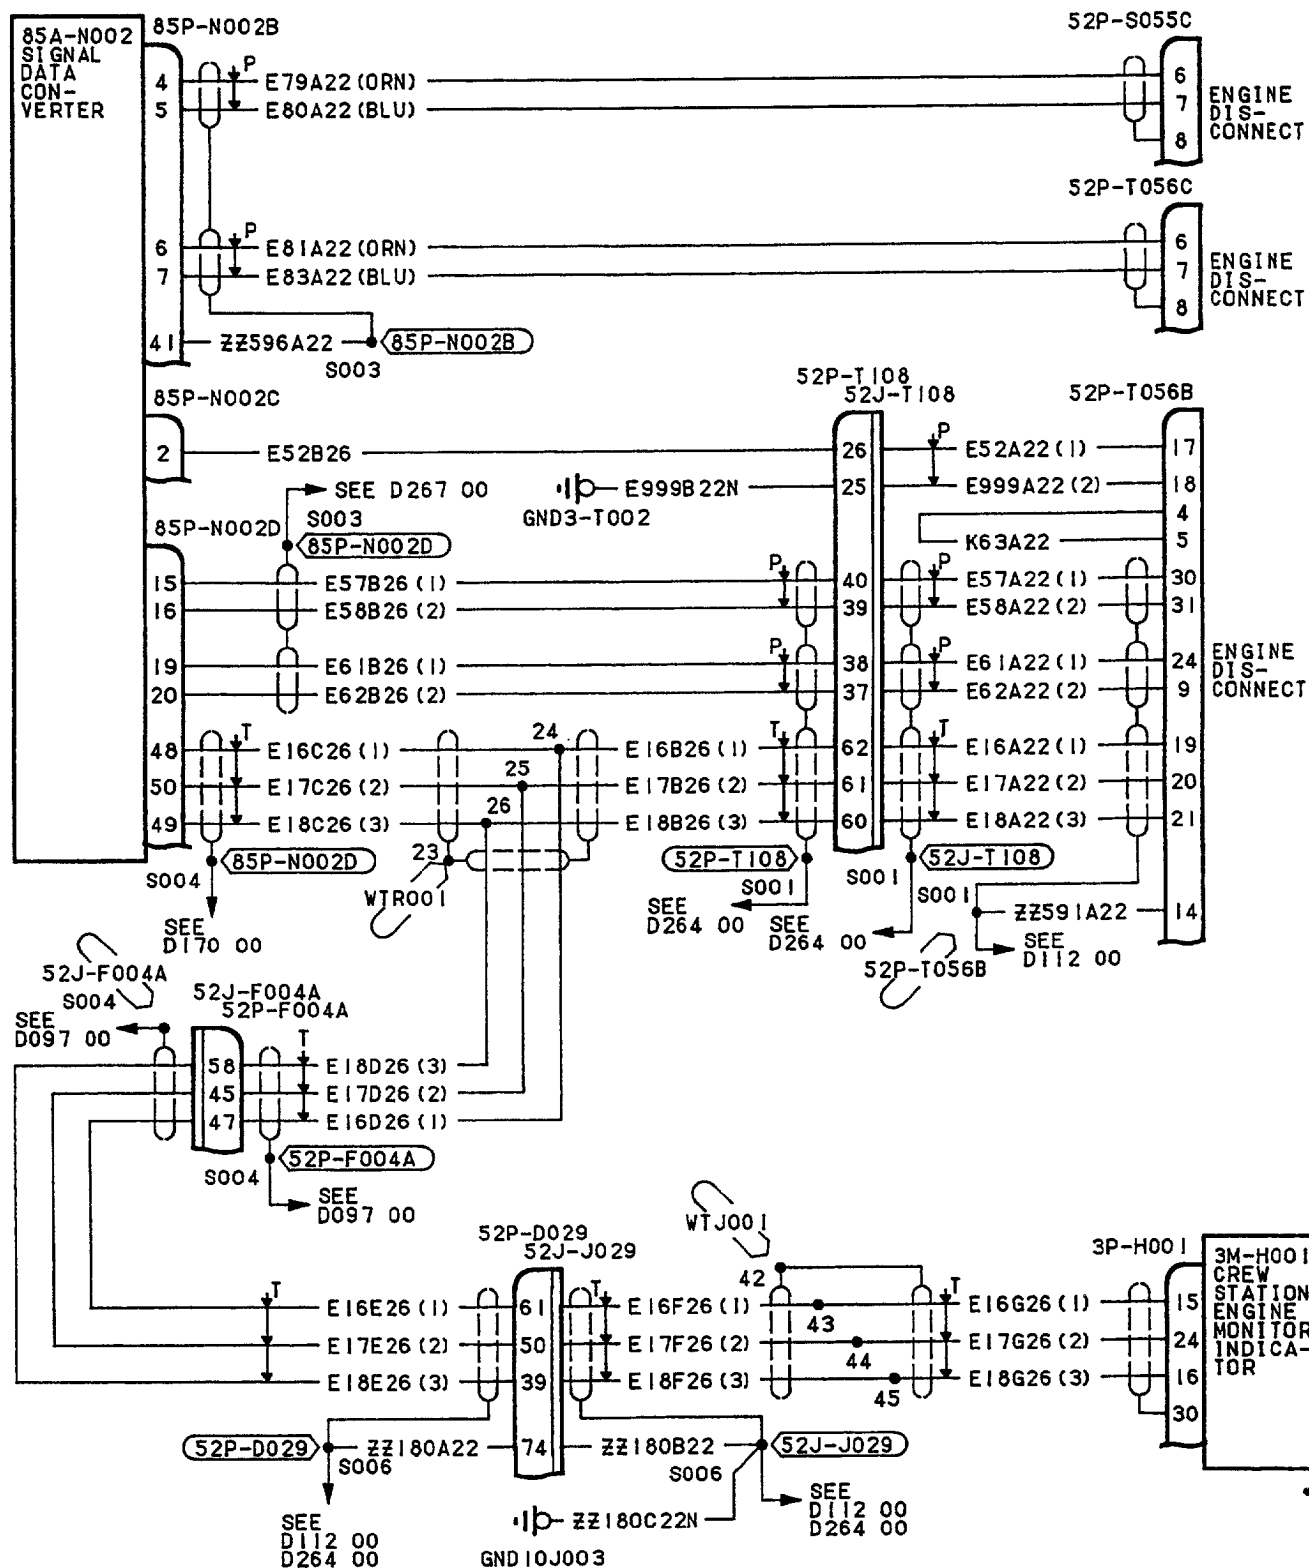 85P-N002B
52P-S055C
85A-N002
SIGNAL
DATA
CON-
VERTER
4
P
E79A22(ORN)
6
5
E80A22(BLU)
7
8
ENGINE
DIS-
CONNECT
52P-T056C
6
P
E81A22(ORN)
6
7
E83A22(BLU)
7
8
ENGINE
DIS-
CONNECT
41
ZZ596A22
85P-N002B
S003
52P-T108
52J-T108
85P-N002C
52P-T056B
2
E52B26
26
P
E52A22(1)
17
SEE D267 00
E999B22N
25
E999A22(2)
18
GND3-T002
S003
4
85P-N002D
85P-N002D
K63A22
5
15
E57B26(1)
P
40
P
E57A22(1)
30
16
E58B26(2)
39
E58A22(2)
31
19
E61B26(1)
P
38
P
E61A22(1)
24
20
E62B26(2)
37
E62A22(2)
9
ENGINE
DIS-
CONNECT
48
T
E16C26(1)
24
E16B26(1)
T
62
T
E16A22(1)
19
50
E17C26(2)
25
E17B26(2)
61
E17A22(2)
20
49
E18C26(3)
26
E18B26(3)
60
E18A22(3)
21
85P-N002D
23
52P-T108
52J-T108
S004
WTR001
S001
S001
S001
SEE
D170 00
SEE
D264 00
SEE
D264 00
ZZ591A22
14
SEE
D112 00
52P-T056B
52J-F004A
S004
52J-F004A
52P-F004A
SEE
D097 00
T
58
E18D26(3)
45
E17D26(2)
47
E16D26(1)
52P-F004A
S004
SEE
D097 00
52P-D029
52J-J029
WTJ001
42
3P-H001
3M-H001
CREW
STATION
ENGINE
MONITOR
INDICA-
TOR
T
E16E26(1)
61
T
E16F26(1)
43
T
E16G26(1)
15
E17E26(2)
50
E17F26(2)
44
E17G26(2)
24
E18E26(3)
39
E18F26(3)
45
E18G26(3)
16
30
52P-D029
ZZ180A22
74
ZZ180B22
52J-J029
S006
S006
SEE
D112 00
D264 00
ZZ180C22N
GND10J003
SEE
D112 00
D264 00